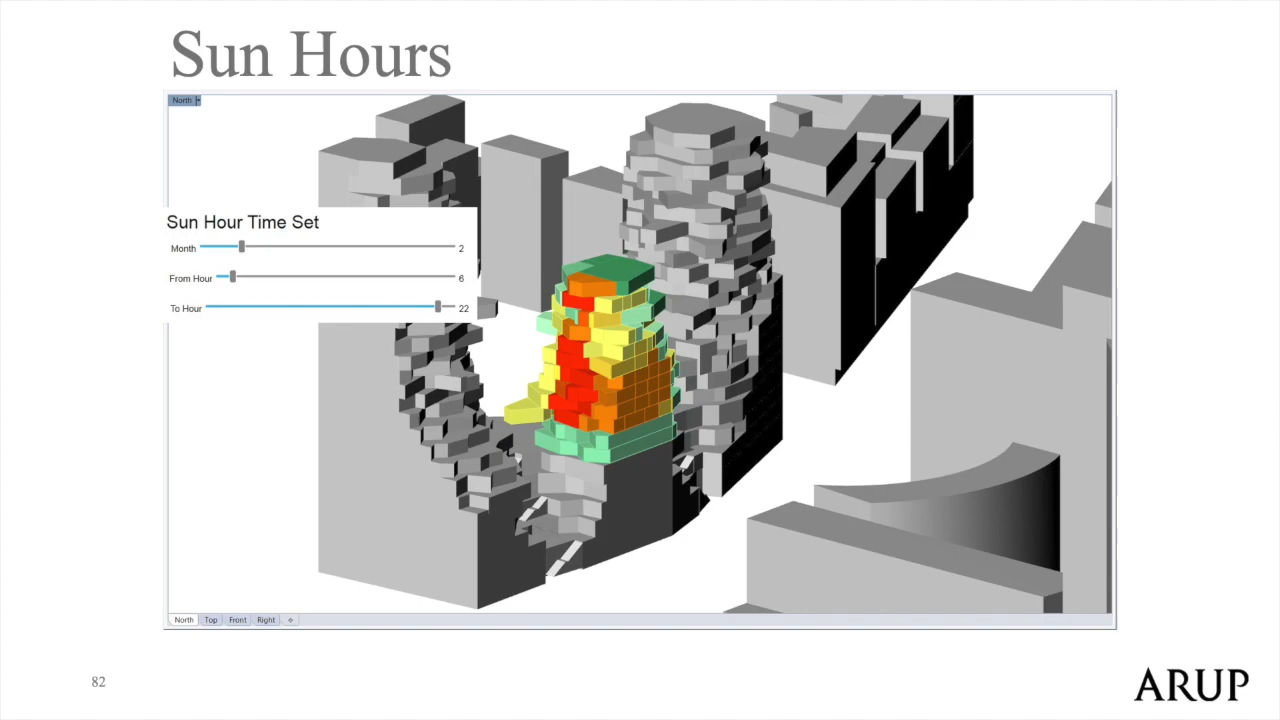 Sun Hours
North
Sun Hour Time Set
Month 2
From Hour 6
To Hour 22
North Top Front Right
82
ARUP